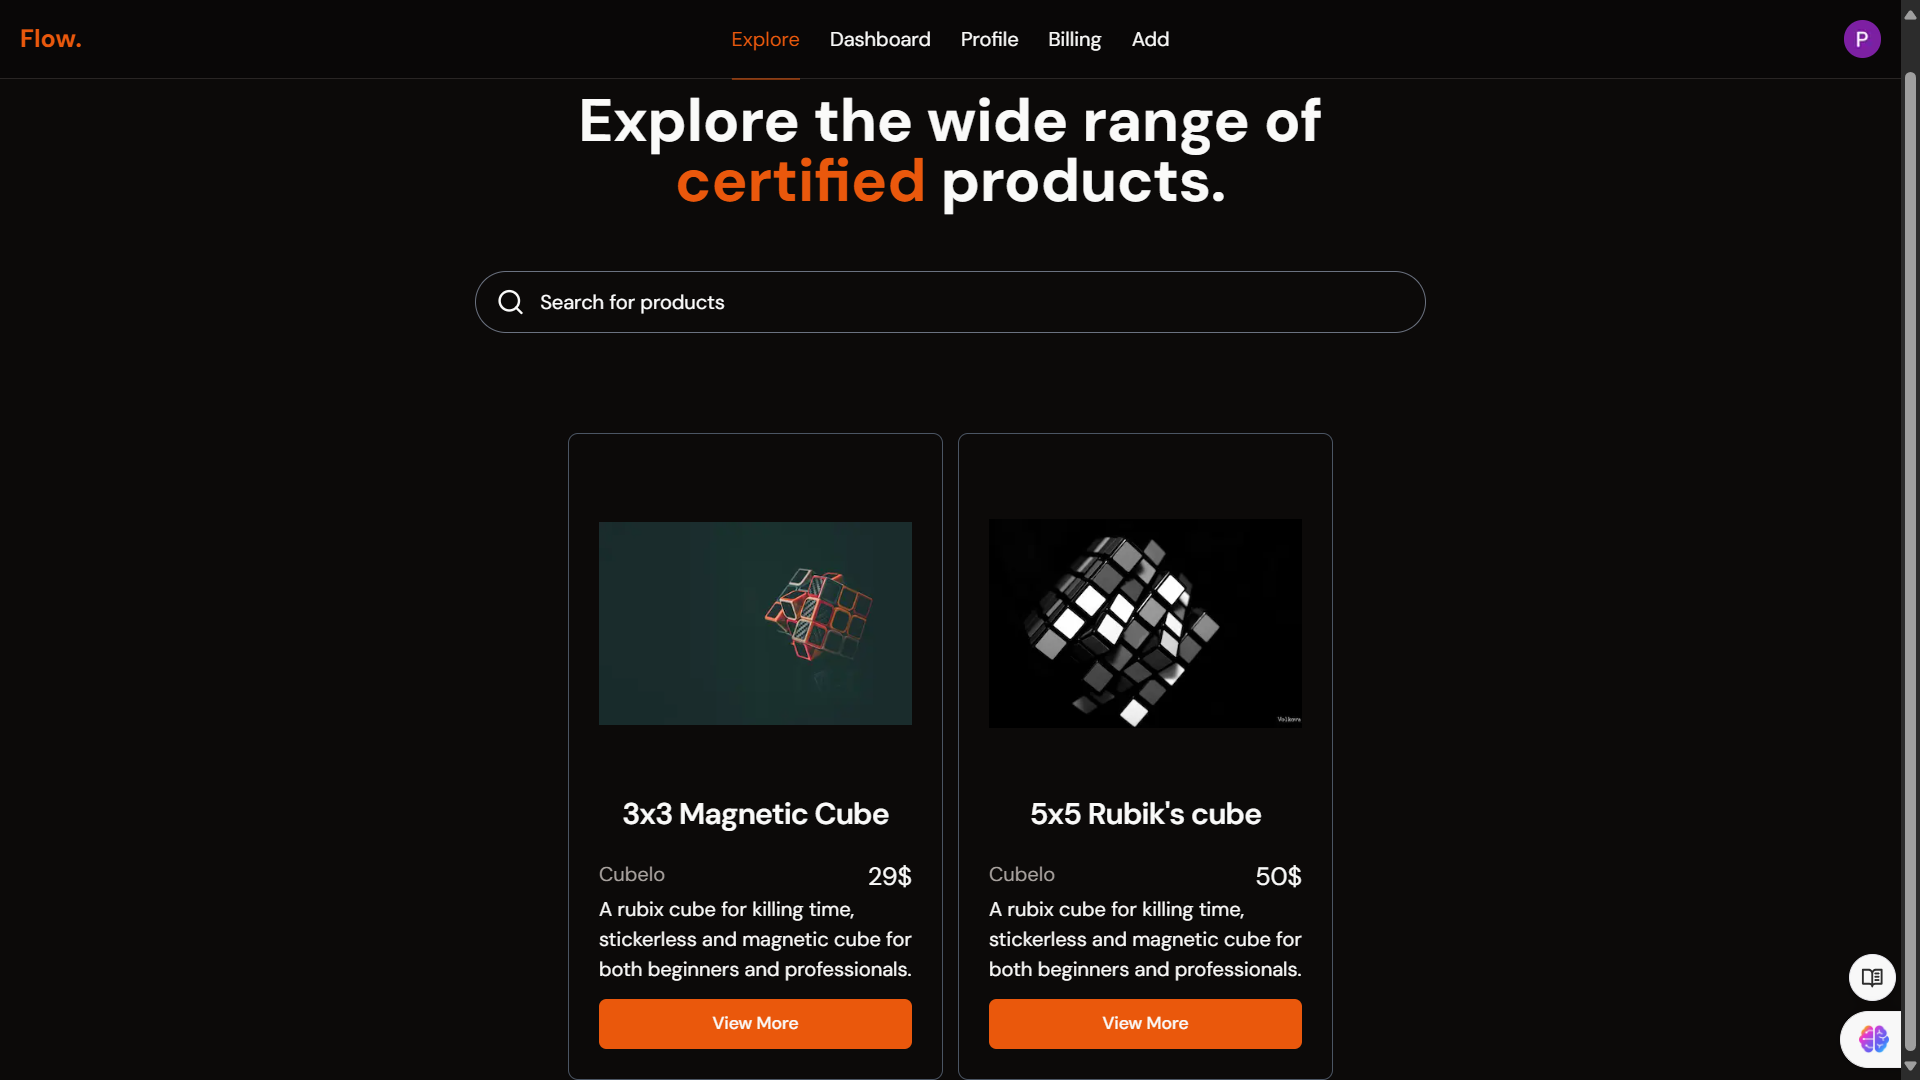 Flow.
Explore
Dashboard
Profile
Billing
Add
P
Explore the wide range of
certified products.
Search for products
Volkova
3x3 Magnetic Cube
Cubelo
29$
A rubix cube for killing time,
stickerless and magnetic cube for
both beginners and professionals.
View More
5x5 Rubik's cube
Cubelo
50$
A rubix cube for killing time,
stickerless and magnetic cube for
both beginners and professionals.
View More